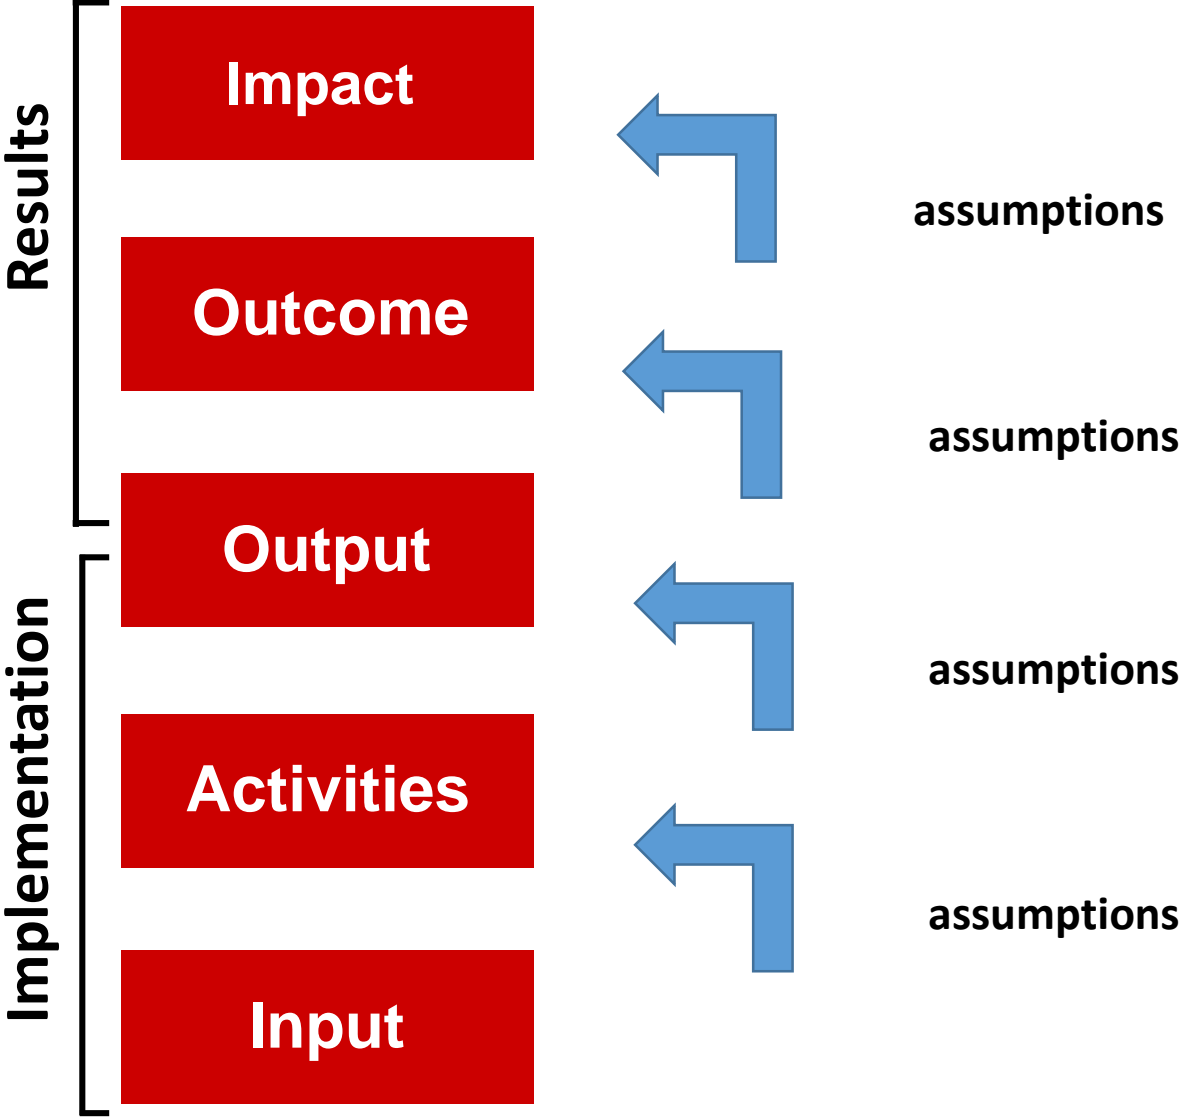 Results
Impact
assumptions
Outcome
assumptions
Output
Implementation
assumptions
Activities
assumptions
Input